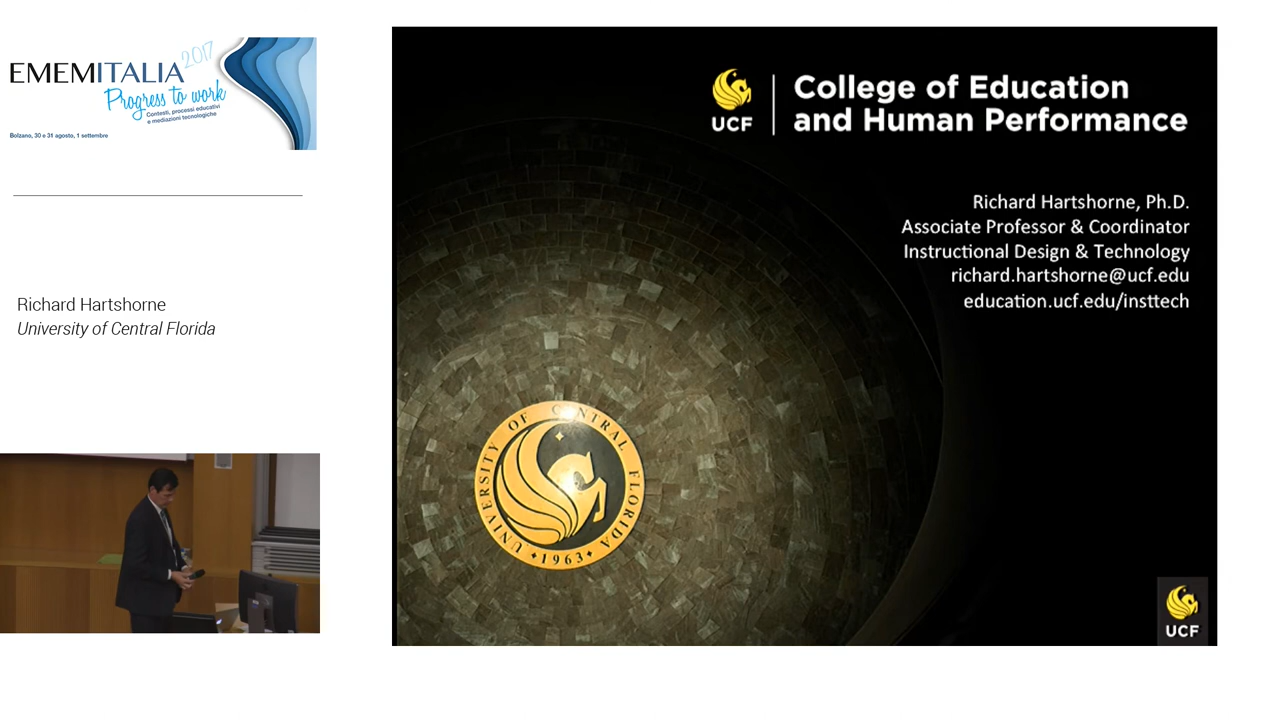 EMEMITALIA 2017
Progress to work
Contesti, processi educativi
e mediazioni tecnologiche
Bolzano, 30 e 31 agosto, 1 settembre
Richard Hartshorne
University of Central Florida
UCF
College of Education
and Human Performance
Richard Hartshorne, Ph.D.
Associate Professor & Coordinator
Instructional Design & Technology
richard.hartshorne@ucf.edu
education.ucf.edu/insttech
UNIVERSITY OF CENTRAL FLORIDA
1963
UCF